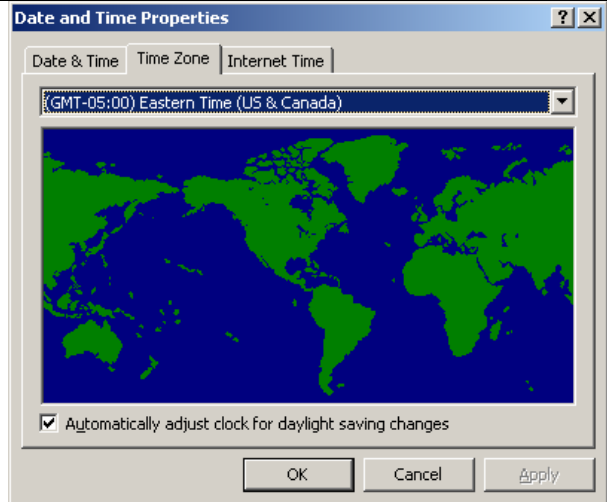 Date and Time Properties
Date & Time Time Zone Internet Time
(GMT-05:00) Eastern Time (US & Canada)
Automatically adjust clock for daylight saving changes
OK Cancel Apply